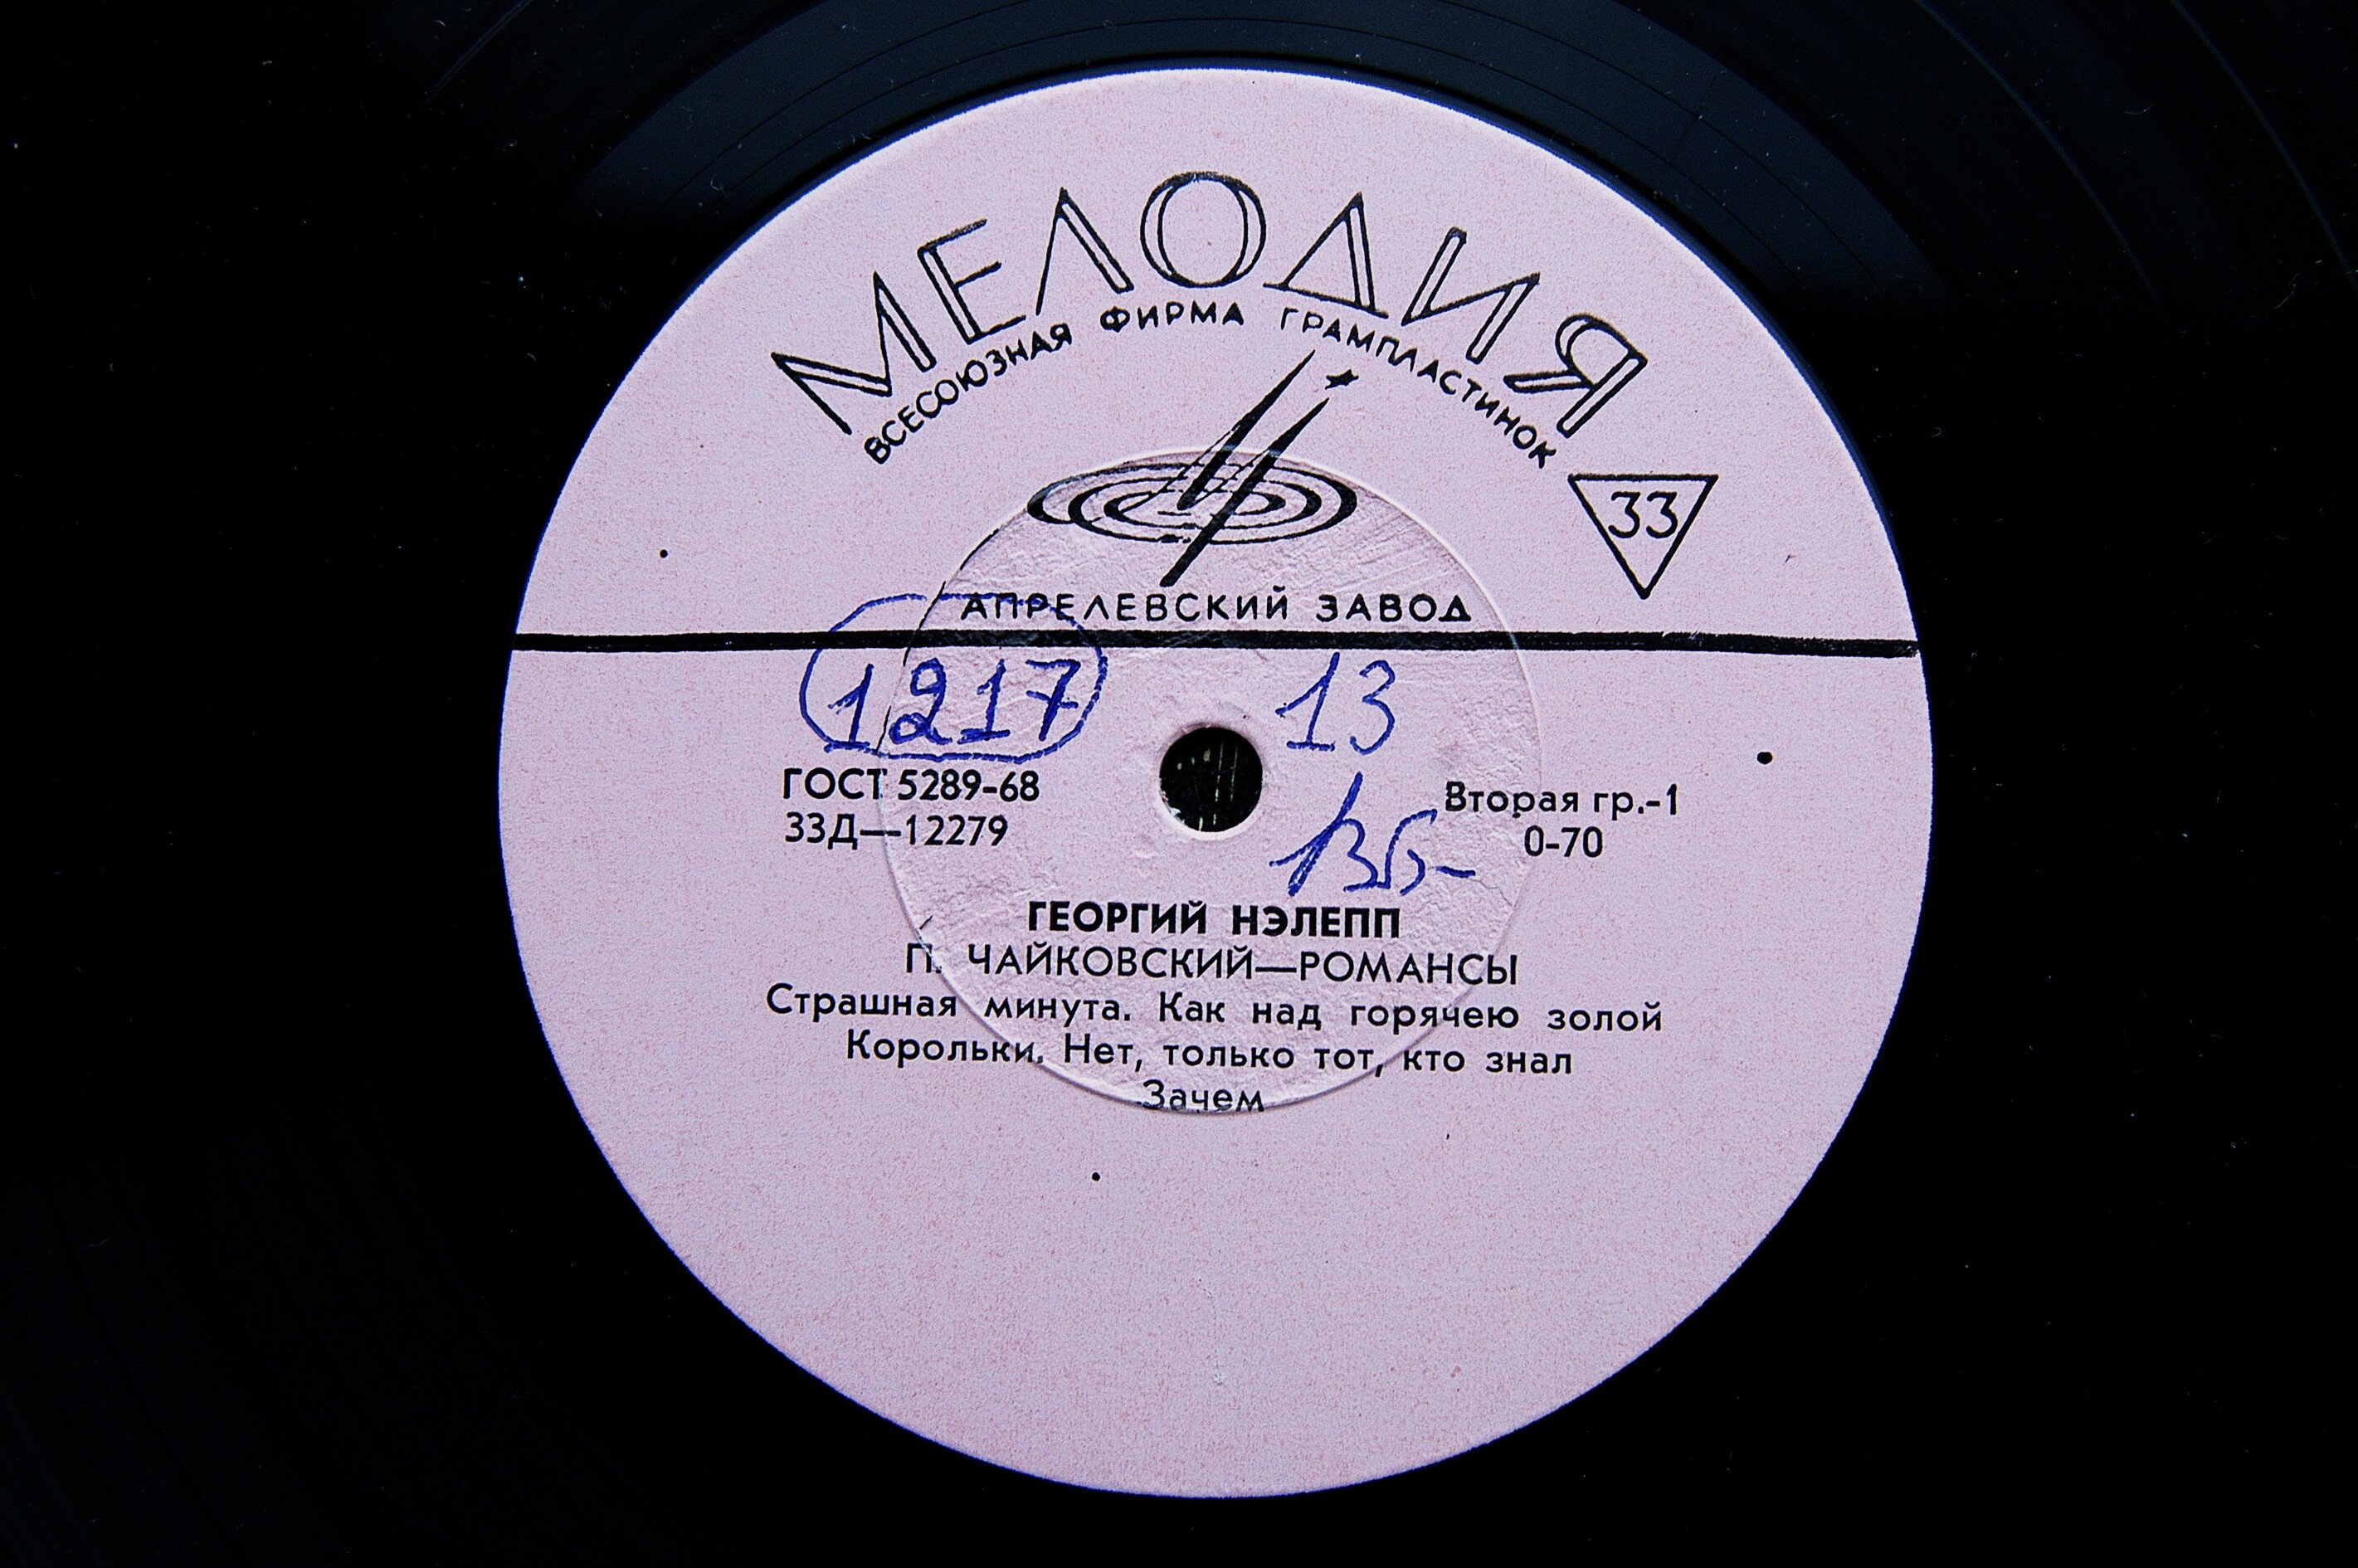 МЕЛОДИЯ
ВСЕСОЮЗНАЯ ФИРМА ГРАМПЛАСТИНОК
33
АПРЕЛЕВСКИЙ ЗАВОД
1217 13
ГОСТ 5289-68
33Д—12279
Вторая гр.-1
0-70
ГЕОРГИЙ НЭЛЕПП
П. ЧАЙКОВСКИЙ—РОМАНСЫ
Страшная минута. Как над горячею золой
Корольки. Нет, только тот, кто знал
Зачем